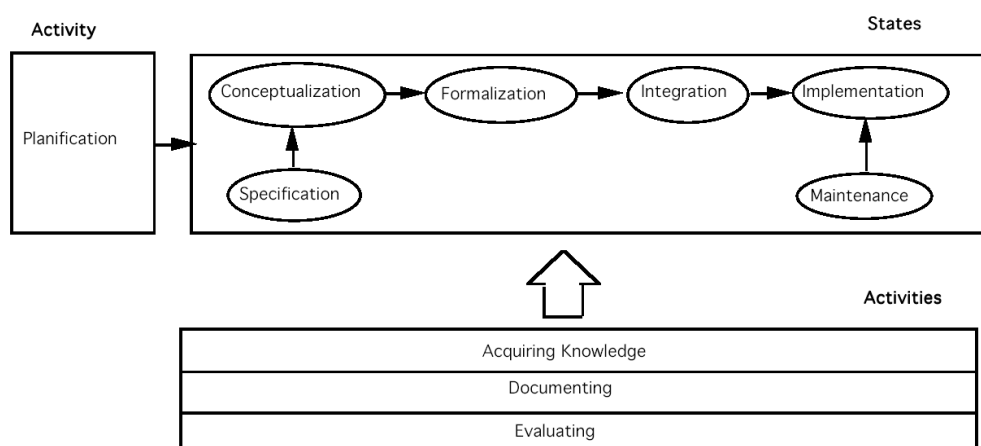 Activity
States
Planification
Conceptualization
Formalization
Integration
Implementation
Specification
Maintenance
Activities
Acquiring Knowledge
Documenting
Evaluating